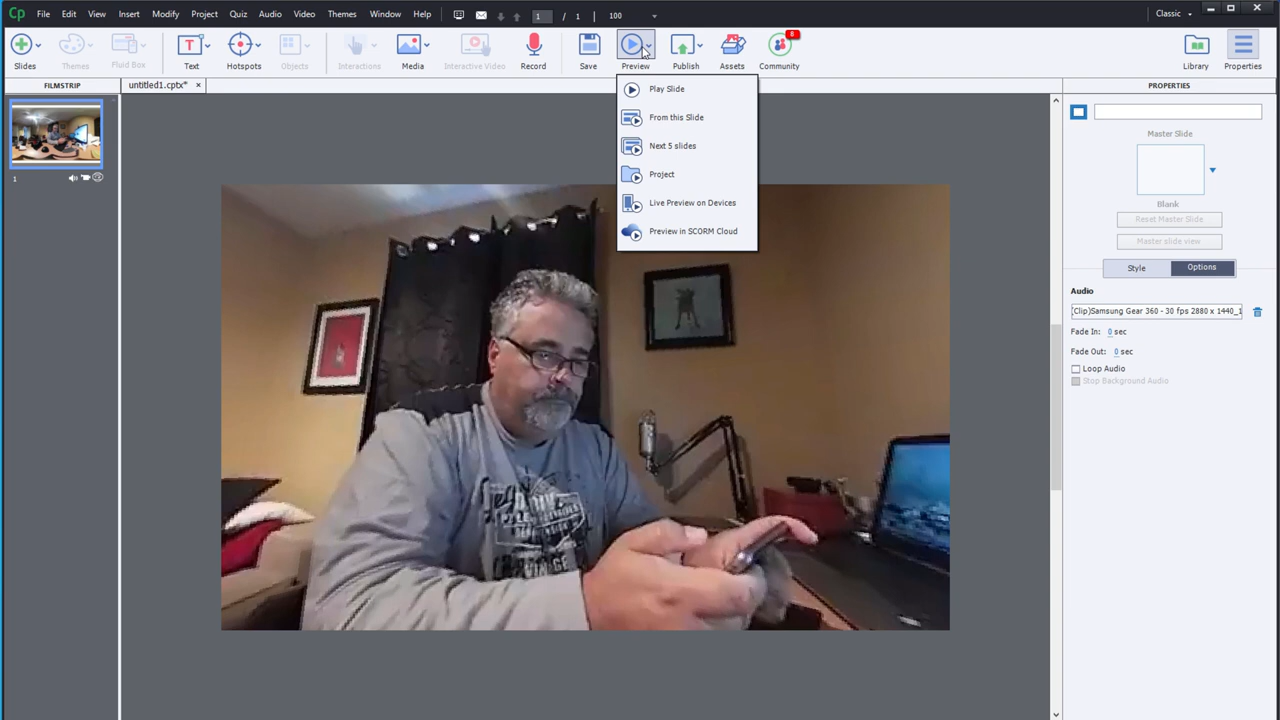 Cp File Edit View Insert Modify Project Quiz Audio Video Themes Window Help 1 / 1 100 Classic
Slides Themes Fluid Box Text Hotspots Objects Interactions Media Interactive Video Record Save Preview Publish Assets Community 8 Library Properties
FILMSTRIP
untitled1.cptx* ×
PROPERTIES
1
Play Slide
From this Slide
Next 5 slides
Project
Live Preview on Devices
Preview in SCORM Cloud
Master Slide
Blank
Reset Master Slide
Master slide view
Style Options
Audio
[Clip]Samsung Gear 360 - 30 fps 2880 x 1440_1
Fade In: 0 sec
Fade Out: 0 sec
Loop Audio
Stop Background Audio